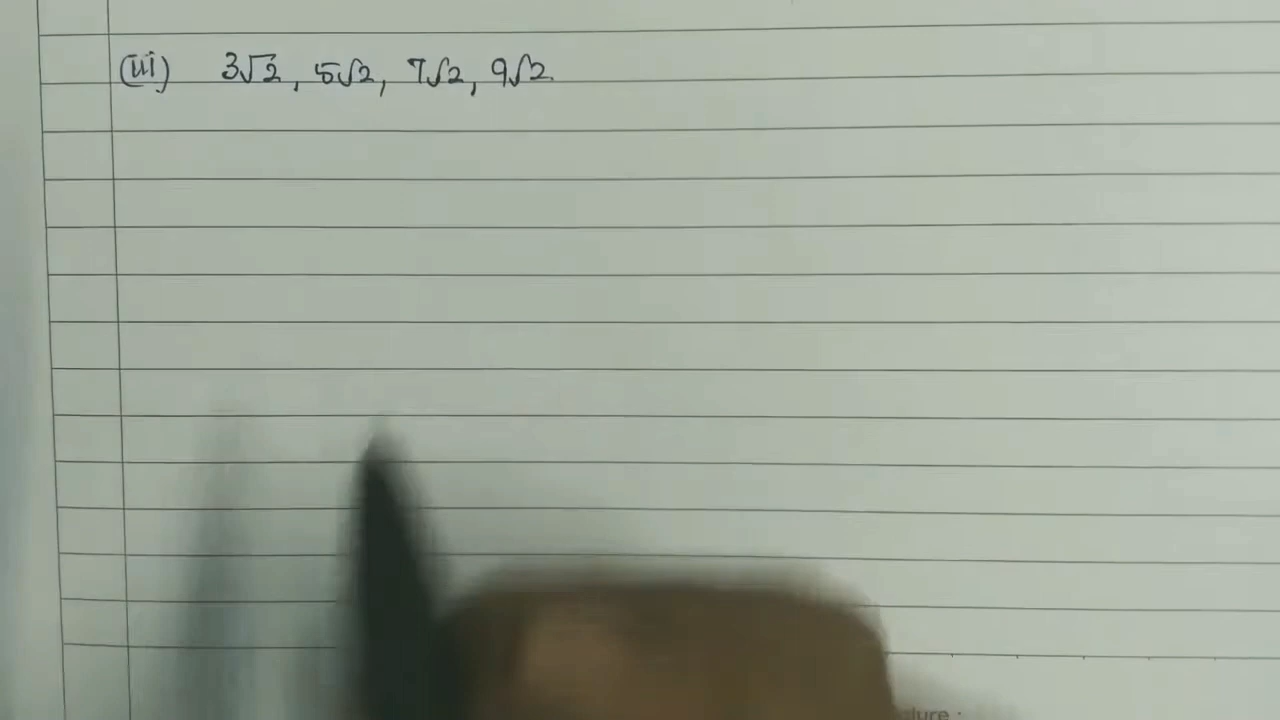 (iii) 3√2, 5√2, 7√2, 9√2.